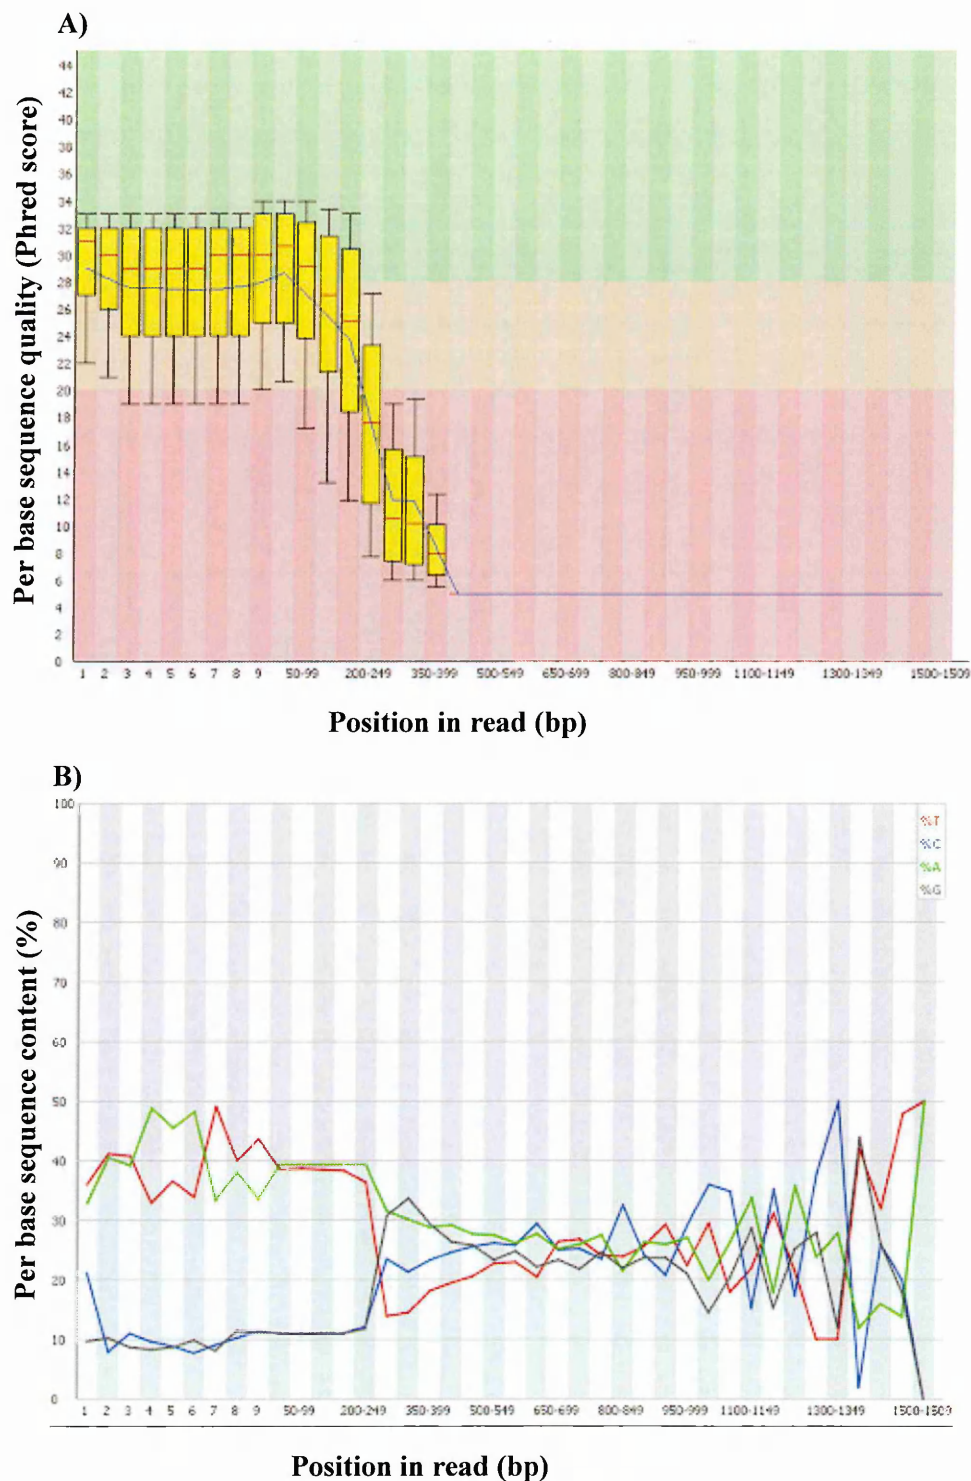 A)
Per base sequence quality (Phred score)
44
42
40
38
36
34
32
30
28
26
24
22
20
18
16
14
12
10
8
6
4
2
0
1 2 3 4 5 6 7 8 9 50-99 200-249 350-399 500-549 650-699 800-849 950-999 1100-1149 1300-1349 1500-1509
Position in read (bp)
B)
Per base sequence content (%)
100
90
80
70
60
50
40
30
20
10
0
%T
%C
%A
%G
1 2 3 4 5 6 7 8 9 50-99 200-249 350-399 500-549 650-699 800-849 950-999 1100-1149 1300-1349 1500-1509
Position in read (bp)